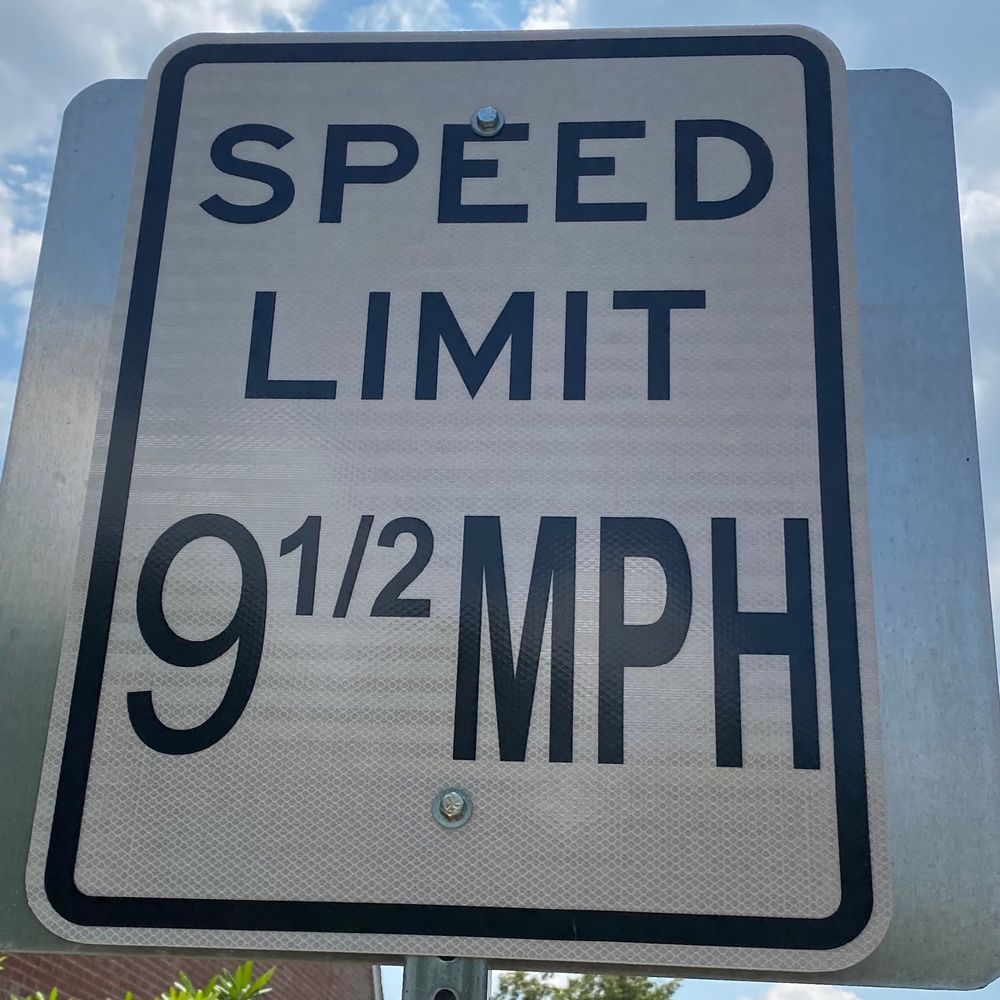 SPEED
LIMIT
9 1/2 MPH